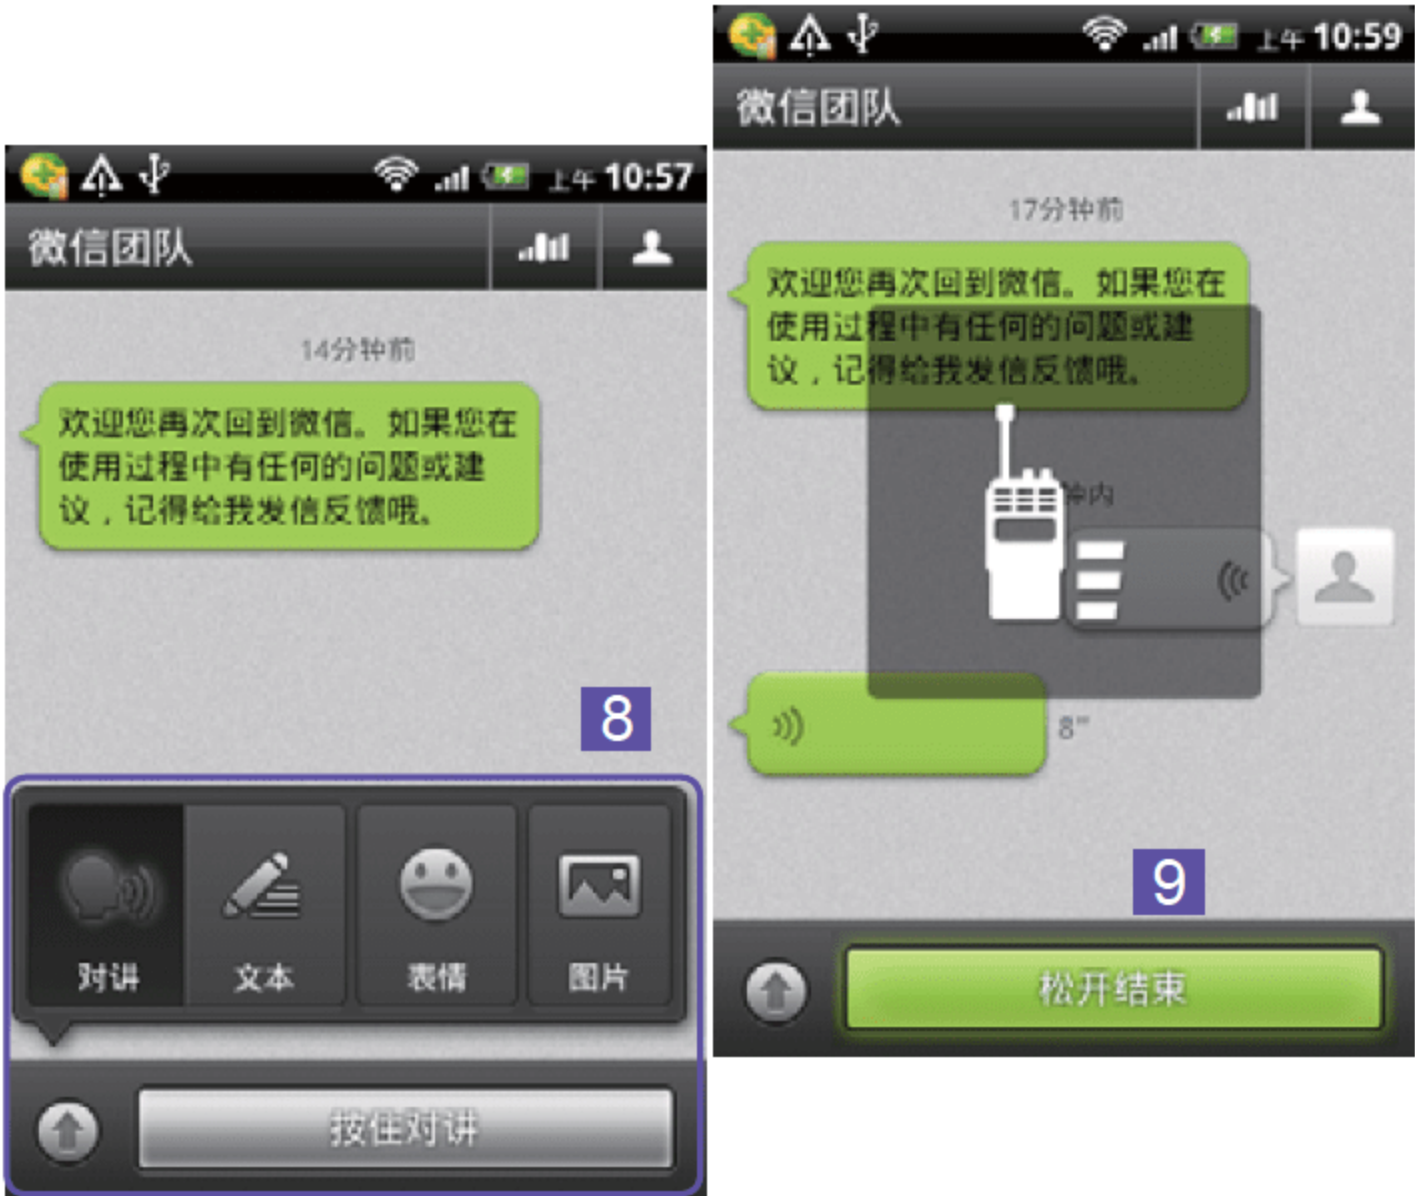 上午 10:57
微信团队
14分钟前
欢迎您再次回到微信。如果您在
使用过程中有任何的问题或建
议，记得给我发信反馈哦。
8
对讲 文本 表情 图片
按住对讲
上午 10:59
微信团队
17分钟前
欢迎您再次回到微信。如果您在
使用过程中有任何的问题或建
议，记得给我发信反馈哦。
钟内
8"
9
松开结束